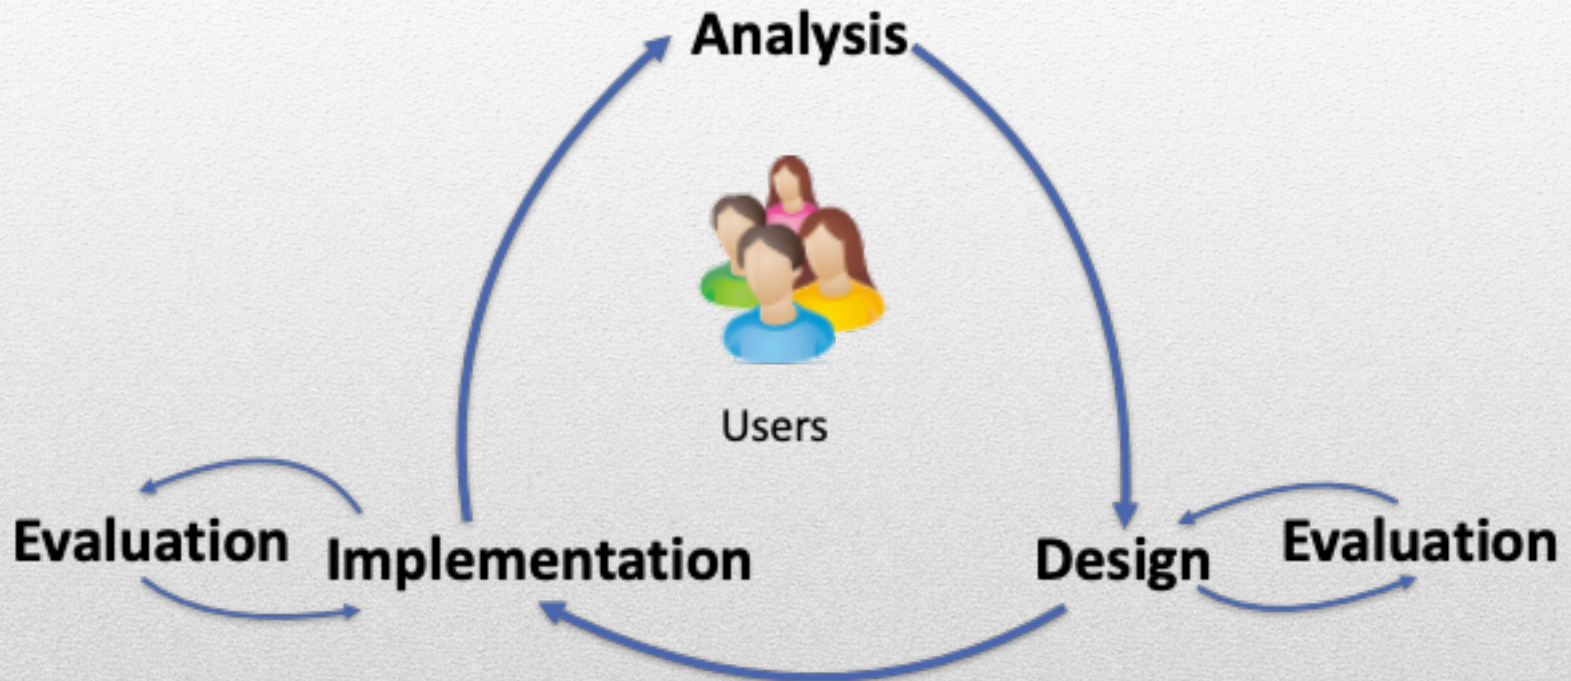 Analysis
Users
Evaluation
Implementation
Design
Evaluation